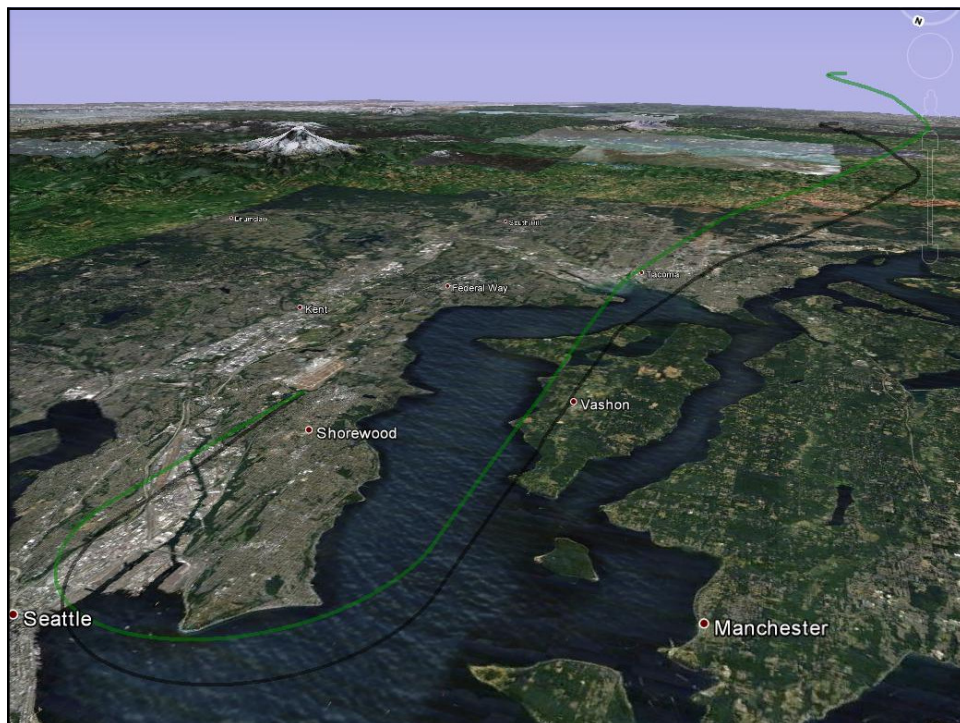 N
Tacoma
Federal Way
Kent
Vashon
Shorewood
Seattle
Manchester